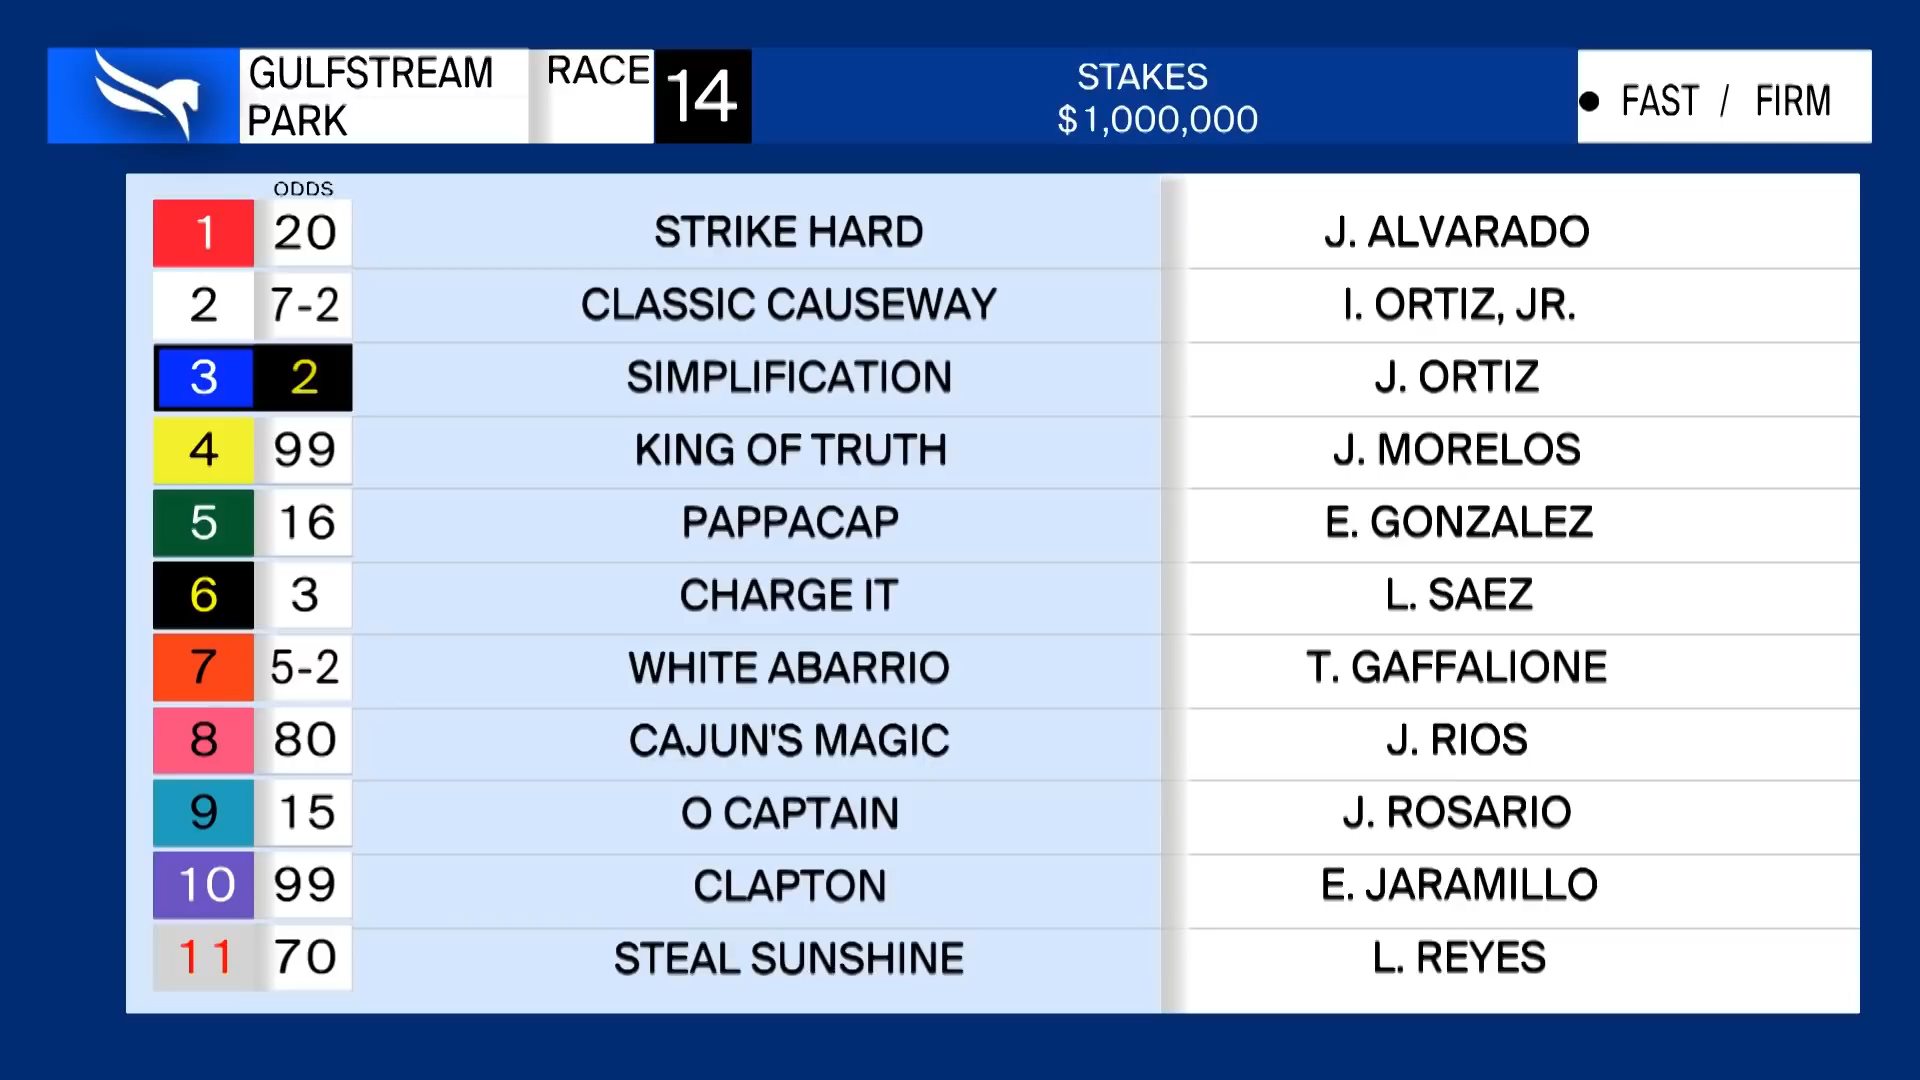 GULFSTREAM PARK RACE 14
STAKES
$1,000,000
• FAST / FIRM
ODDS
1 20 STRIKE HARD J. ALVARADO
2 7-2 CLASSIC CAUSEWAY I. ORTIZ, JR.
3 2 SIMPLIFICATION J. ORTIZ
4 99 KING OF TRUTH J. MORELOS
5 16 PAPPACAP E. GONZALEZ
6 3 CHARGE IT L. SAEZ
7 5-2 WHITE ABARRIO T. GAFFALIONE
8 80 CAJUN'S MAGIC J. RIOS
9 15 O CAPTAIN J. ROSARIO
10 99 CLAPTON E. JARAMILLO
11 70 STEAL SUNSHINE L. REYES